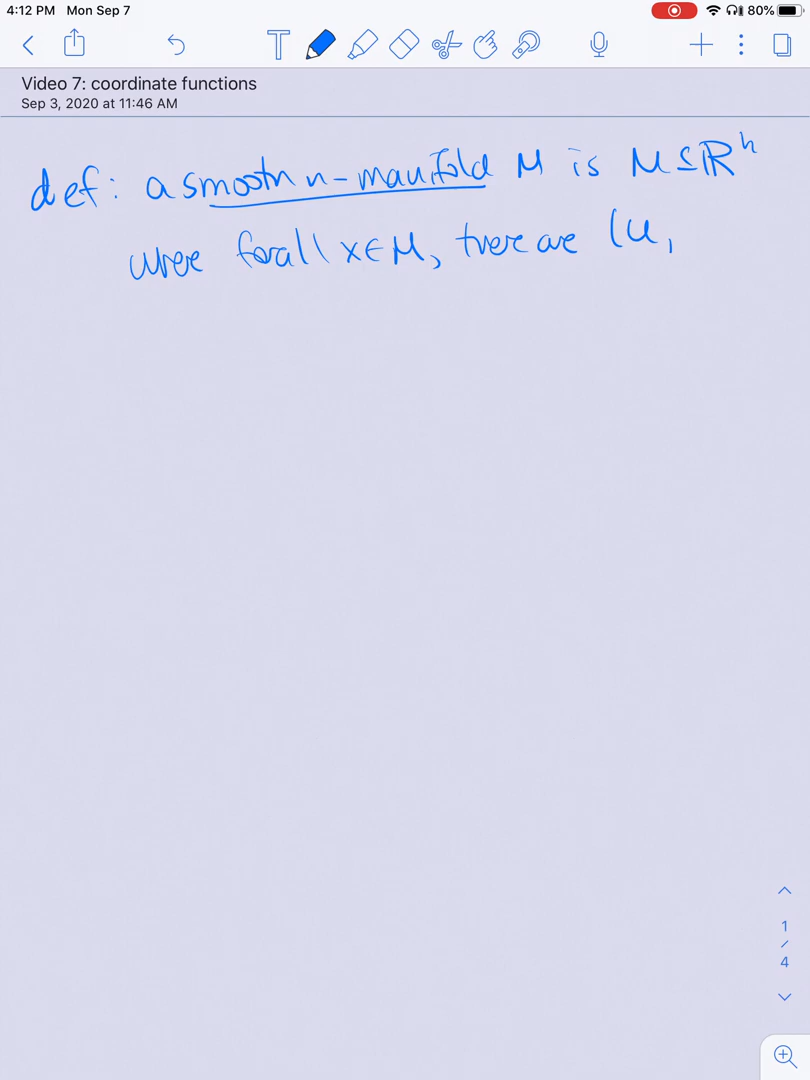 4:12 PM Mon Sep 7 80%
T
Video 7: coordinate functions
Sep 3, 2020 at 11:46 AM
def: a smooth n-manifold M is M ⊆ ℝʰ
where for all x ∈ M, there are (U,
1
/
4